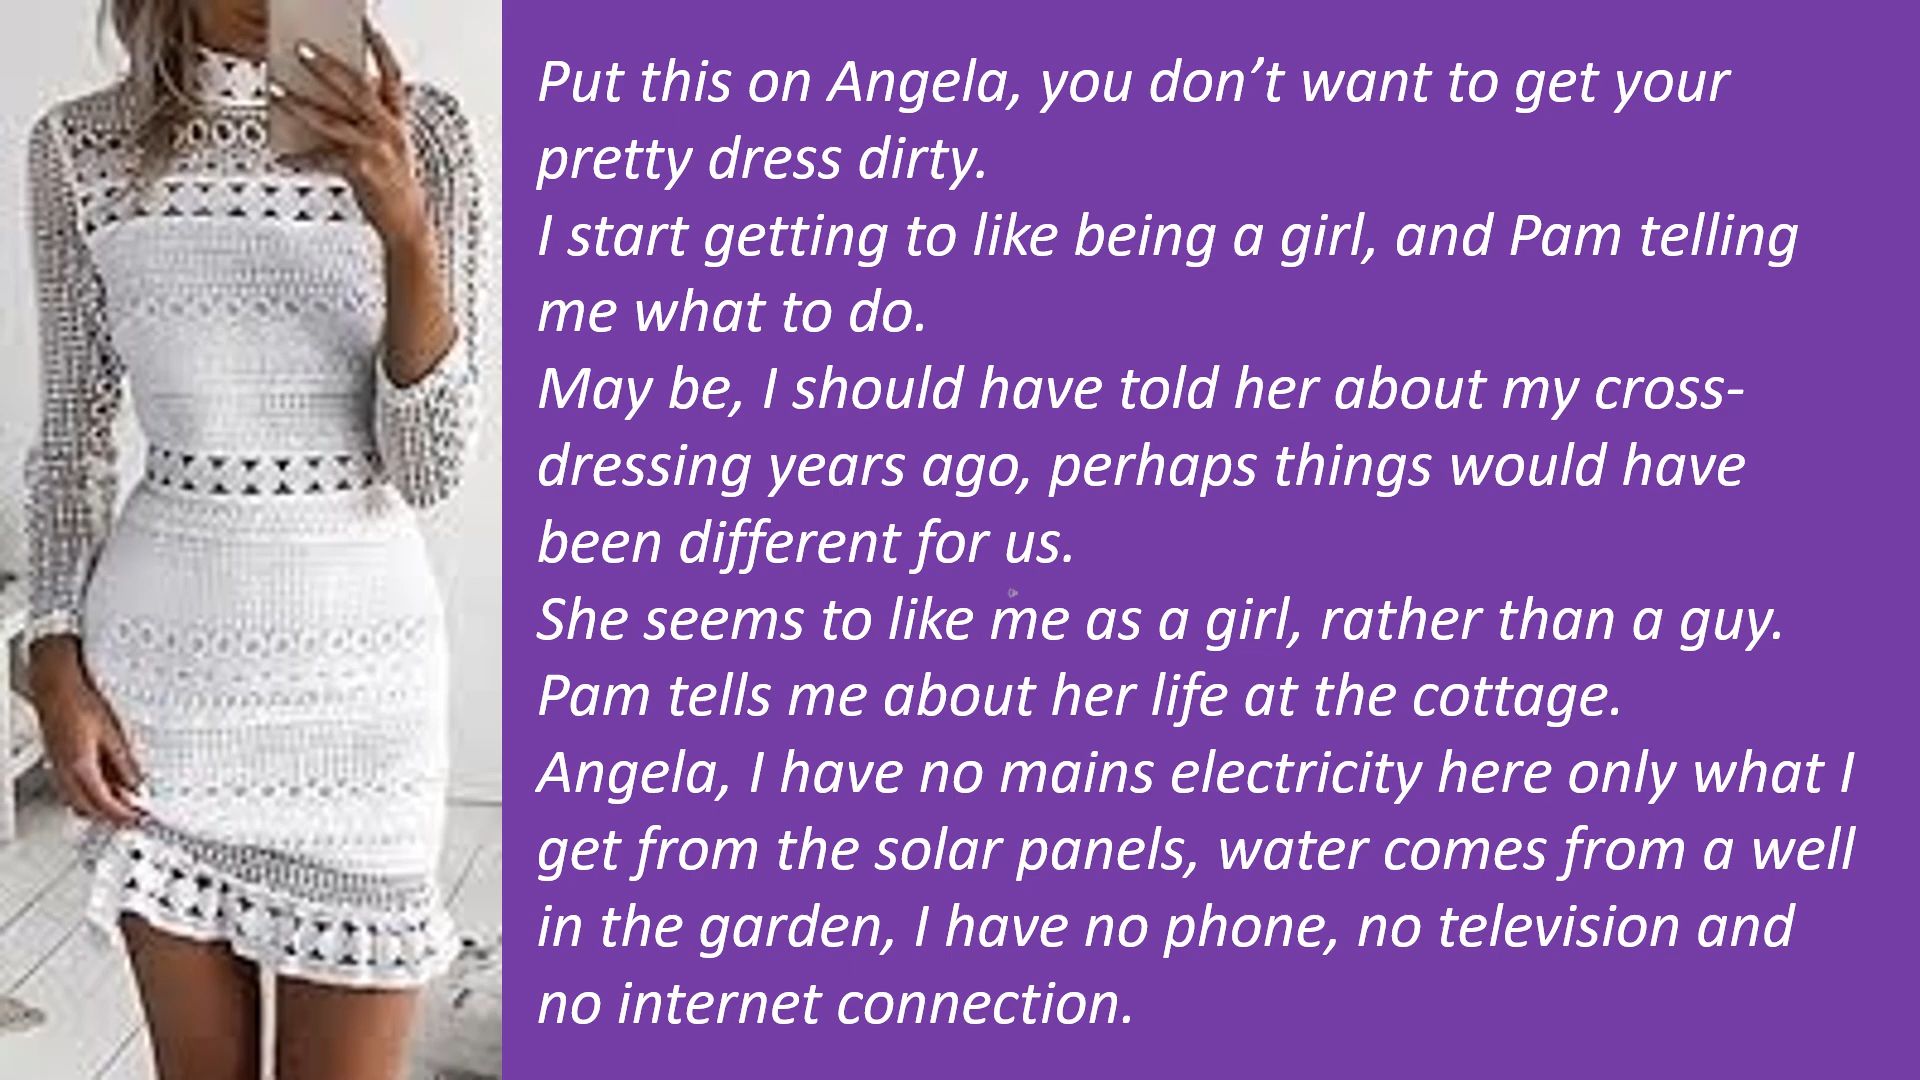 Put this on Angela, you don’t want to get your
pretty dress dirty.
I start getting to like being a girl, and Pam telling
me what to do.
May be, I should have told her about my cross-
dressing years ago, perhaps things would have
been different for us.
She seems to like me as a girl, rather than a guy.
Pam tells me about her life at the cottage.
Angela, I have no mains electricity here only what I
get from the solar panels, water comes from a well
in the garden, I have no phone, no television and
no internet connection.